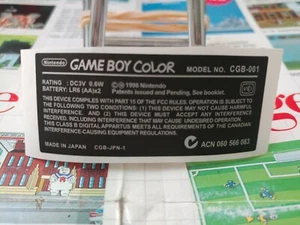 Nintendo GAME BOY COLOR MODEL NO. CGB-001
RATING : DC3V 0.6W
BATTERY: LR6 (AA)x2
© 1998 Nintendo
Patents Issued and Pending, See booklet.
THIS DEVICE COMPLIES WITH PART 15 OF THE FCC RULES. OPERATION IS SUBJECT TO
THE FOLLOWING TWO CONDITIONS : (1) THIS DEVICE MAY NOT CAUSE HARMFUL
INTERFERENCE, AND (2) THIS DEVICE MUST ACCEPT ANY INTERFERENCE
RECEIVED INCLUDING INTERFERENCE THAT MAY CAUSE UNDESIRED OPERATION.
THIS CLASS B DIGITAL APPARATUS MEETS ALL REQUIREMENTS OF THE CANADIAN
INTERFERENCE-CAUSING EQUIPMENT REGULATIONS.
MADE IN JAPAN CGB-JPN-1 ACN 060 566 083